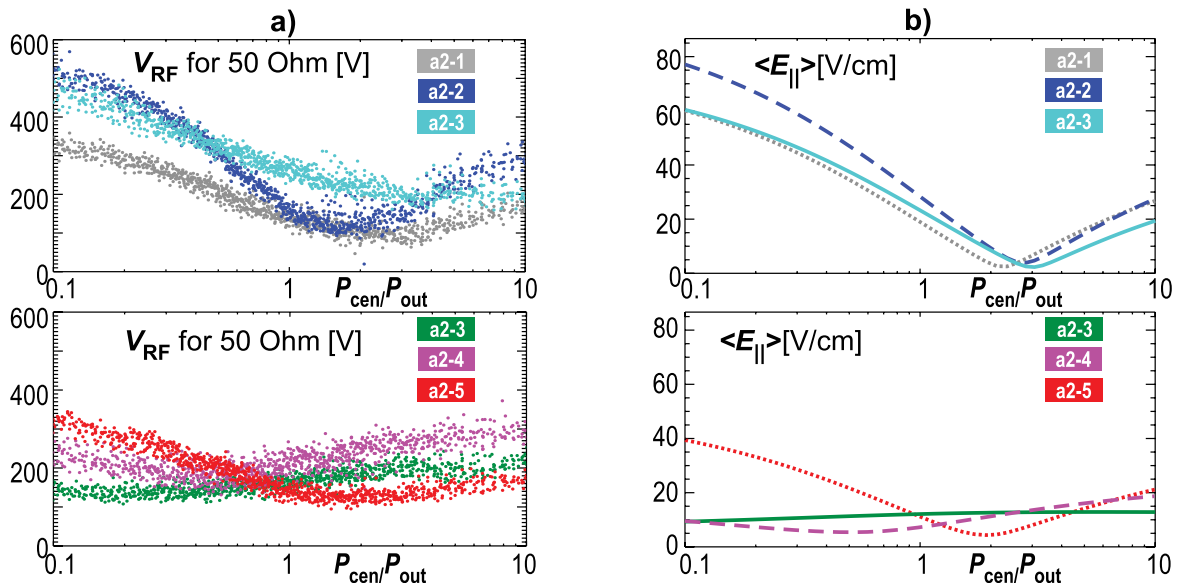 a)
b)
600
400
200
0
V_RF for 50 Ohm [V]
a2-1
a2-2
a2-3
0.1
1
P_cen/P_out
10
80
60
40
20
0
<E_||>[V/cm]
a2-1
a2-2
a2-3
0.1
1
P_cen/P_out
10
600
400
200
0
V_RF for 50 Ohm [V]
a2-3
a2-4
a2-5
0.1
1
P_cen/P_out
10
80
60
40
20
0
<E_||>[V/cm]
a2-3
a2-4
a2-5
0.1
1
P_cen/P_out
10